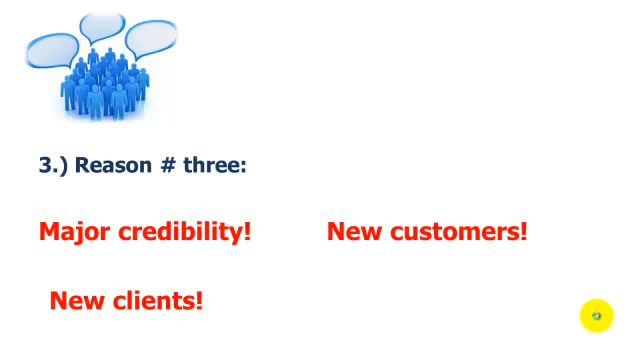 3.) Reason # three:
Major credibility! New customers!
New clients!